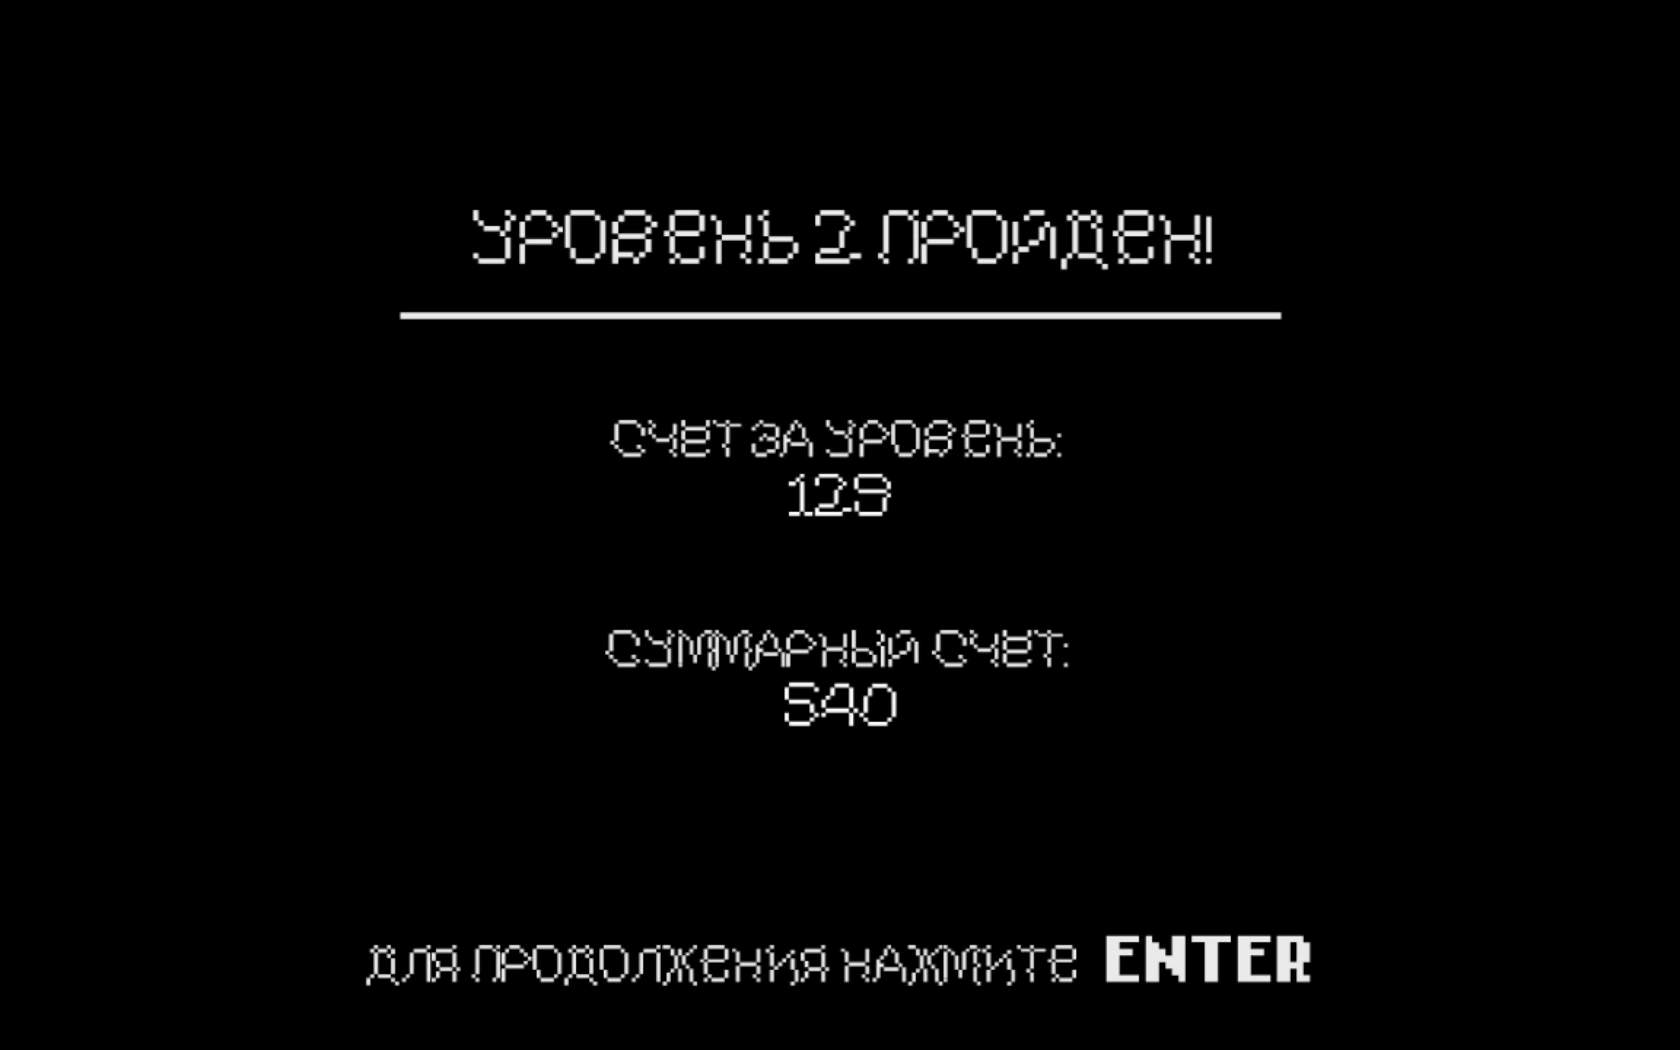 УРОВЕНЬ 2 ПРОЙДЕН!
СЧЕТ ЗА УРОВЕНЬ:
129
СУММАРНЫЙ СЧЕТ:
540
ДЛЯ ПРОДОЛЖЕНИЯ НАЖМИТЕ ENTER